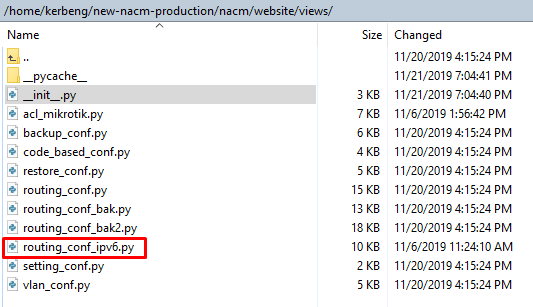 /home/kerbeng/new-nacm-production/nacm/website/views/
Name Size Changed
.. 11/20/2019 4:15:24 PM
__pycache__ 11/21/2019 7:04:41 PM
__init__.py 3 KB 11/21/2019 7:04:40 PM
acl_mikrotik.py 7 KB 11/6/2019 1:56:42 PM
backup_conf.py 6 KB 11/20/2019 4:15:24 PM
code_based_conf.py 4 KB 11/20/2019 4:15:24 PM
restore_conf.py 5 KB 11/20/2019 4:15:24 PM
routing_conf.py 15 KB 11/20/2019 4:15:24 PM
routing_conf_bak.py 13 KB 11/20/2019 4:15:24 PM
routing_conf_bak2.py 18 KB 11/20/2019 4:15:24 PM
routing_conf_ipv6.py 10 KB 11/6/2019 11:24:10 AM
setting_conf.py 2 KB 11/20/2019 4:15:24 PM
vlan_conf.py 5 KB 11/20/2019 4:15:24 PM